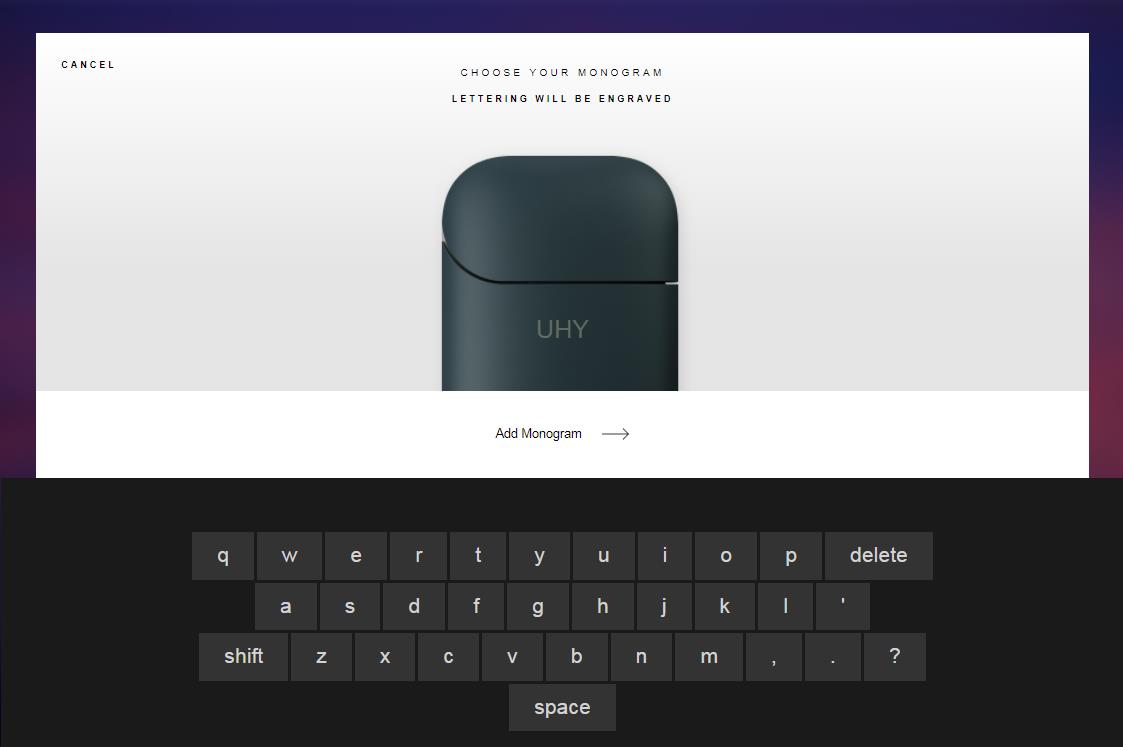 CANCEL
CHOOSE YOUR MONOGRAM
LETTERING WILL BE ENGRAVED
UHY
Add Monogram
q w e r t y u i o p delete
a s d f g h j k l '
shift z x c v b n m , . ?
space